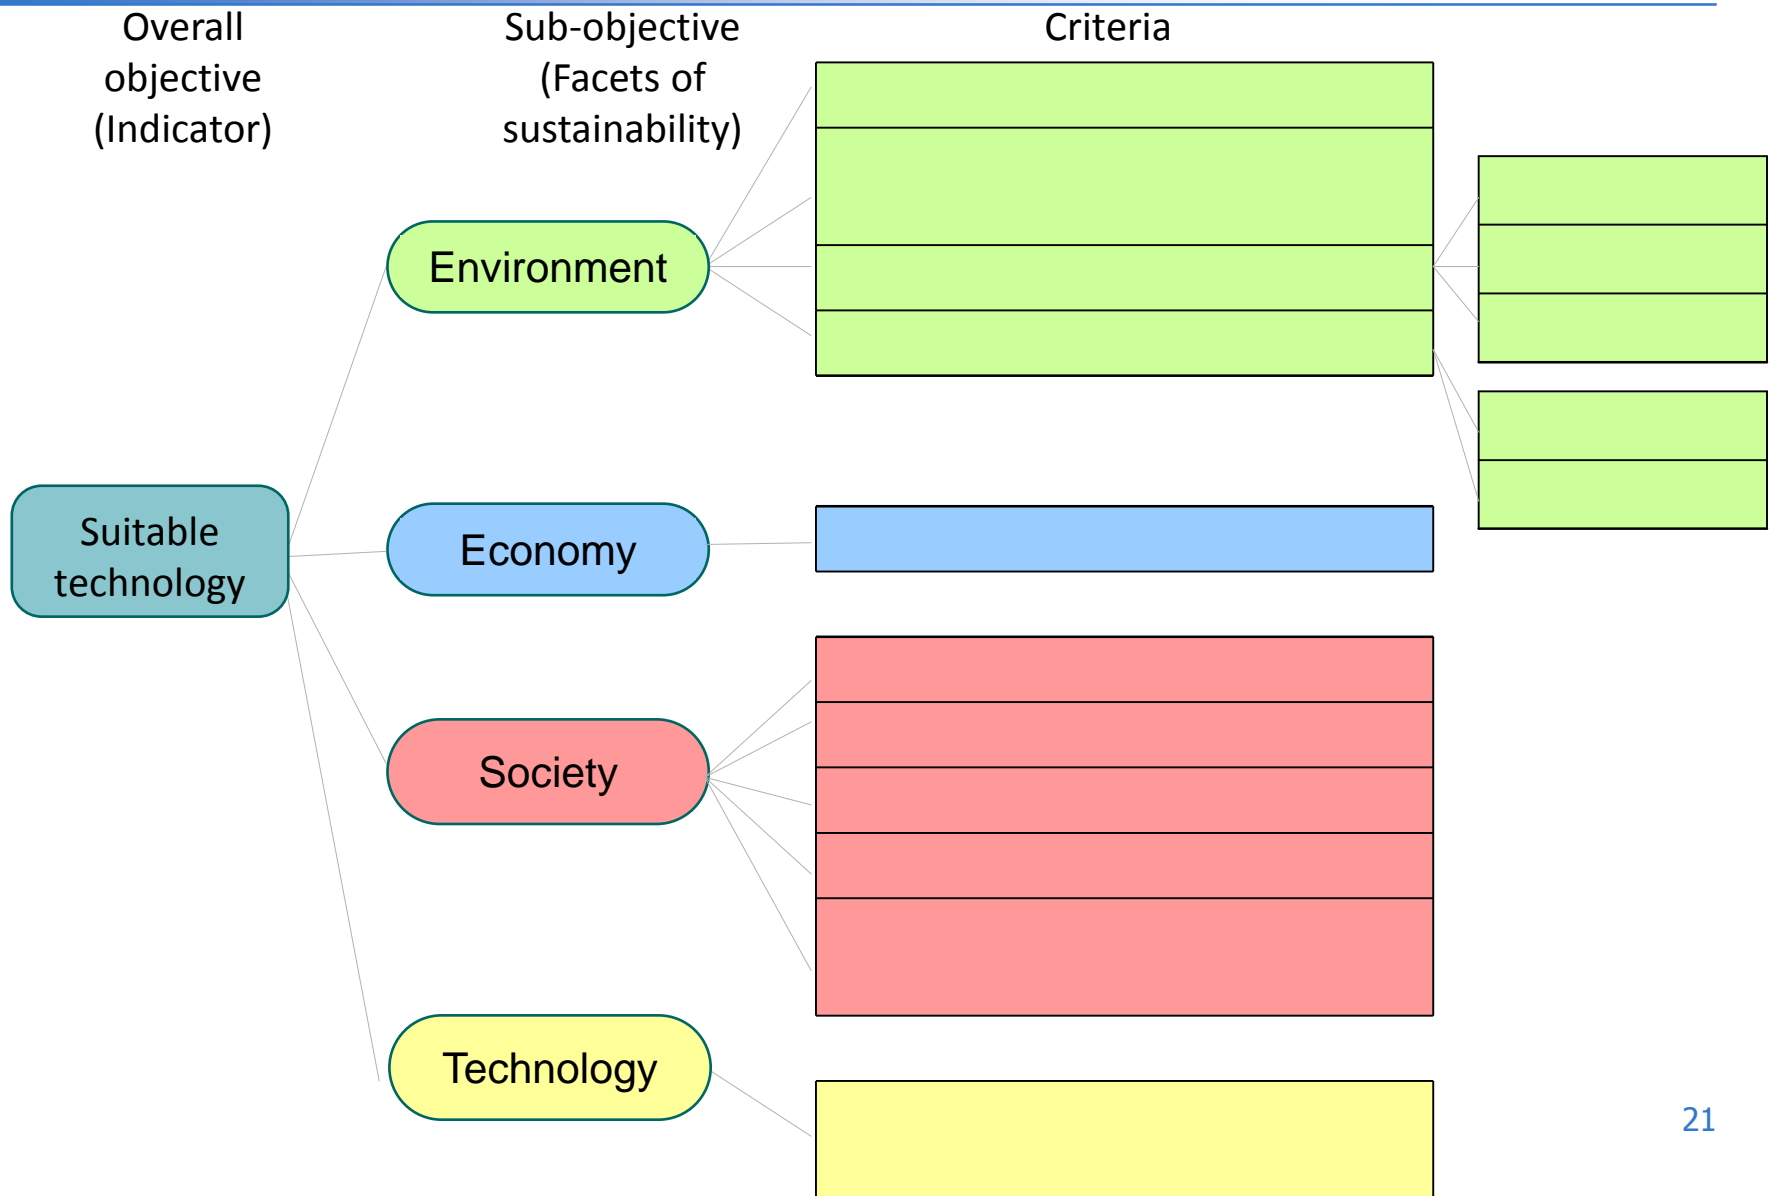 Overall
objective
(Indicator)
Sub-objective
(Facets of
sustainability)
Criteria
Environment
Suitable
technology
Economy
Society
Technology
21